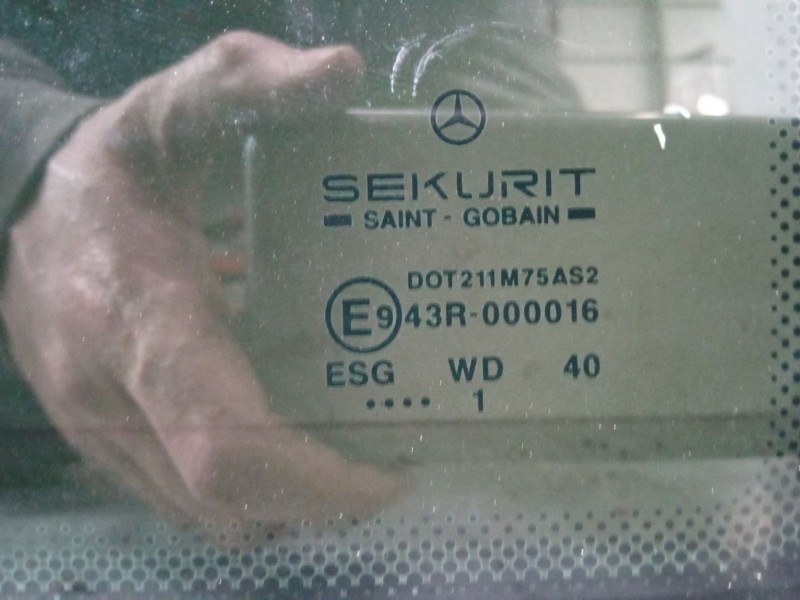 SEKURIT
SAINT - GOBAIN
DOT211M75AS2
E9 43R-000016
ESG WD 40
•••• 1